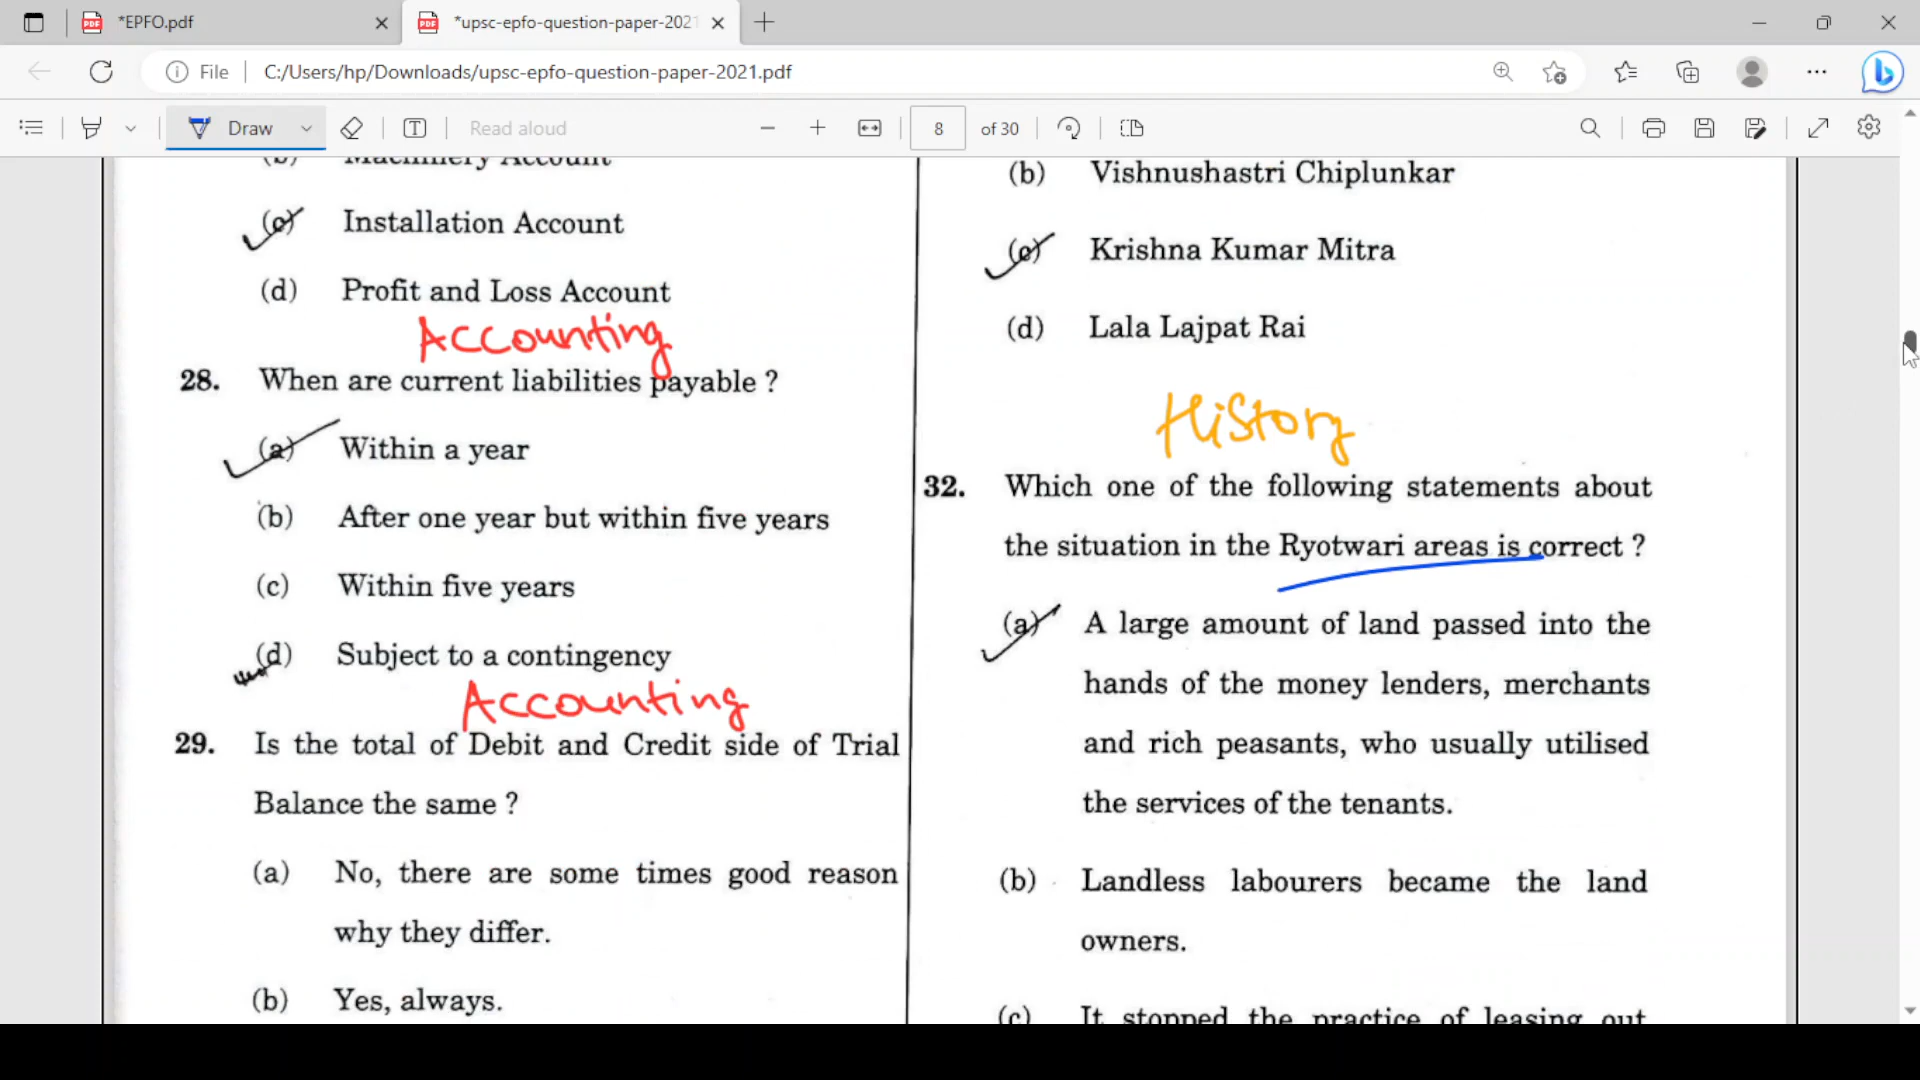 *EPFO.pdf
*upsc-epfo-question-paper-2021
File
C:/Users/hp/Downloads/upsc-epfo-question-paper-2021.pdf
Draw
Read aloud
8 of 30
(b) Machinery Account
(c) Installation Account
(d) Profit and Loss Account
Accounting
28. When are current liabilities payable ?
(a) Within a year
(b) After one year but within five years
(c) Within five years
(d) Subject to a contingency
Accounting
29. Is the total of Debit and Credit side of Trial
Balance the same ?
(a) No, there are some times good reason
why they differ.
(b) Yes, always.
(b) Vishnushastri Chiplunkar
(c) Krishna Kumar Mitra
(d) Lala Lajpat Rai
History
32. Which one of the following statements about
the situation in the Ryotwari areas is correct ?
(a) A large amount of land passed into the
hands of the money lenders, merchants
and rich peasants, who usually utilised
the services of the tenants.
(b) Landless labourers became the land
owners.
(c) It stopped the practice of leasing out